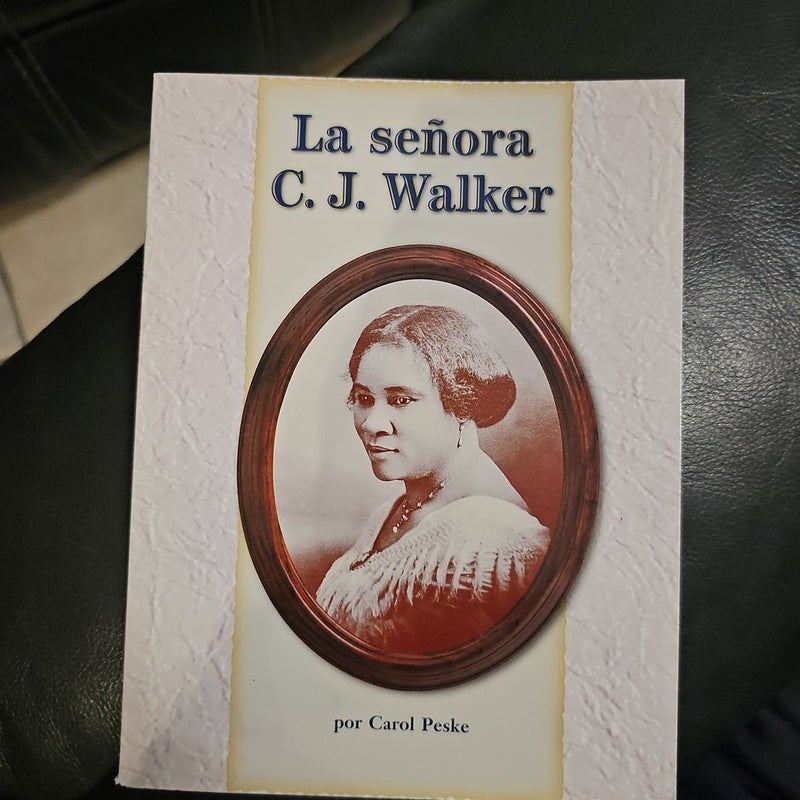 La señora
C. J. Walker
por Carol Peske